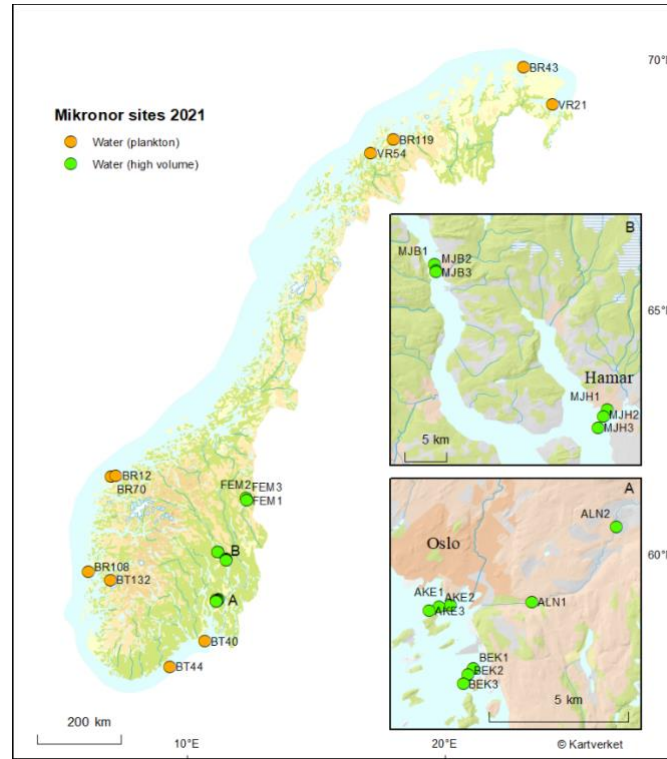 70°
BR43
Mikronor sites 2021
VR21
Water (plankton)
BR119
Water (high volume)
VR54
B
MJB1
MJB2
MJB3
65°
Hamar
MJH1
MJH2
MJH3
5 km
BR12
BR70
FEM2
FEM3
FEM1
A
ALN2
Oslo
60°
B
BR108
BT132
AKE1
AKE2
AKE3
ALN1
A
BT40
BEK1
BEK2
BEK3
BT44
5 km
200 km
10°E
20°E
© Kartverket